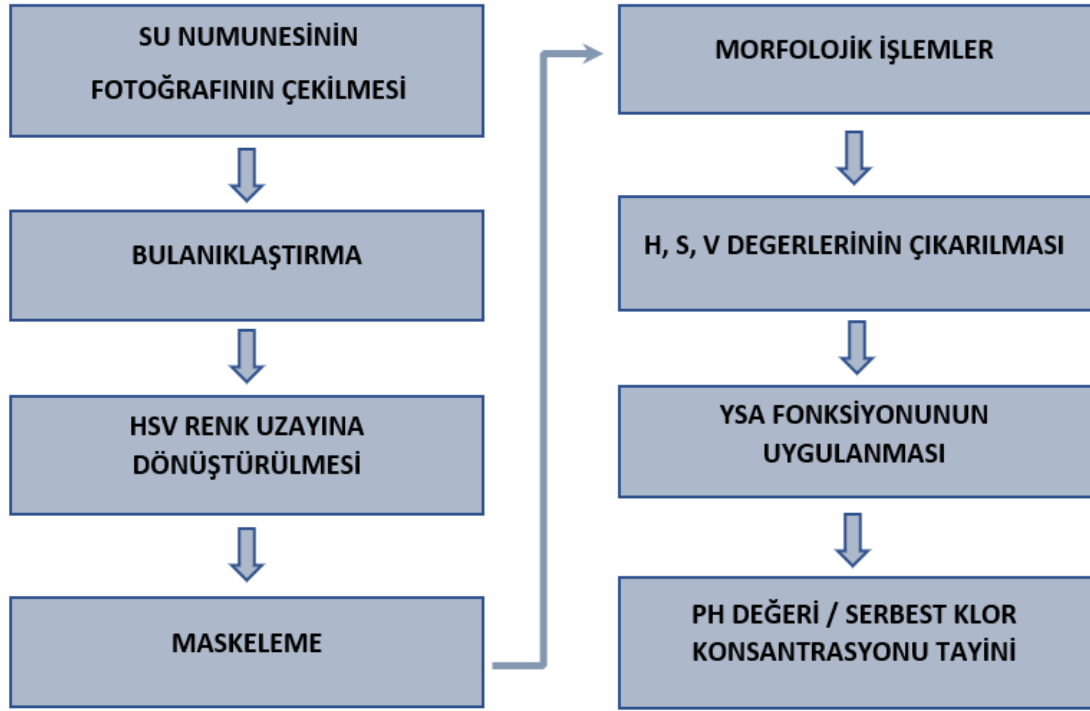 SU NUMUNESİNİN
FOTOĞRAFININ ÇEKİLMESİ
BULANIKLAŞTIRMA
HSV RENK UZAYINA
DÖNÜŞTÜRÜLMESİ
MASKELEME
MORFOLOJİK İŞLEMLER
H, S, V DEGERLERİNİN ÇIKARILMASI
YSA FONKSİYONUNUN
UYGULANMASI
PH DEĞERİ / SERBEST KLOR
KONSANTRASYONU TAYİNİ